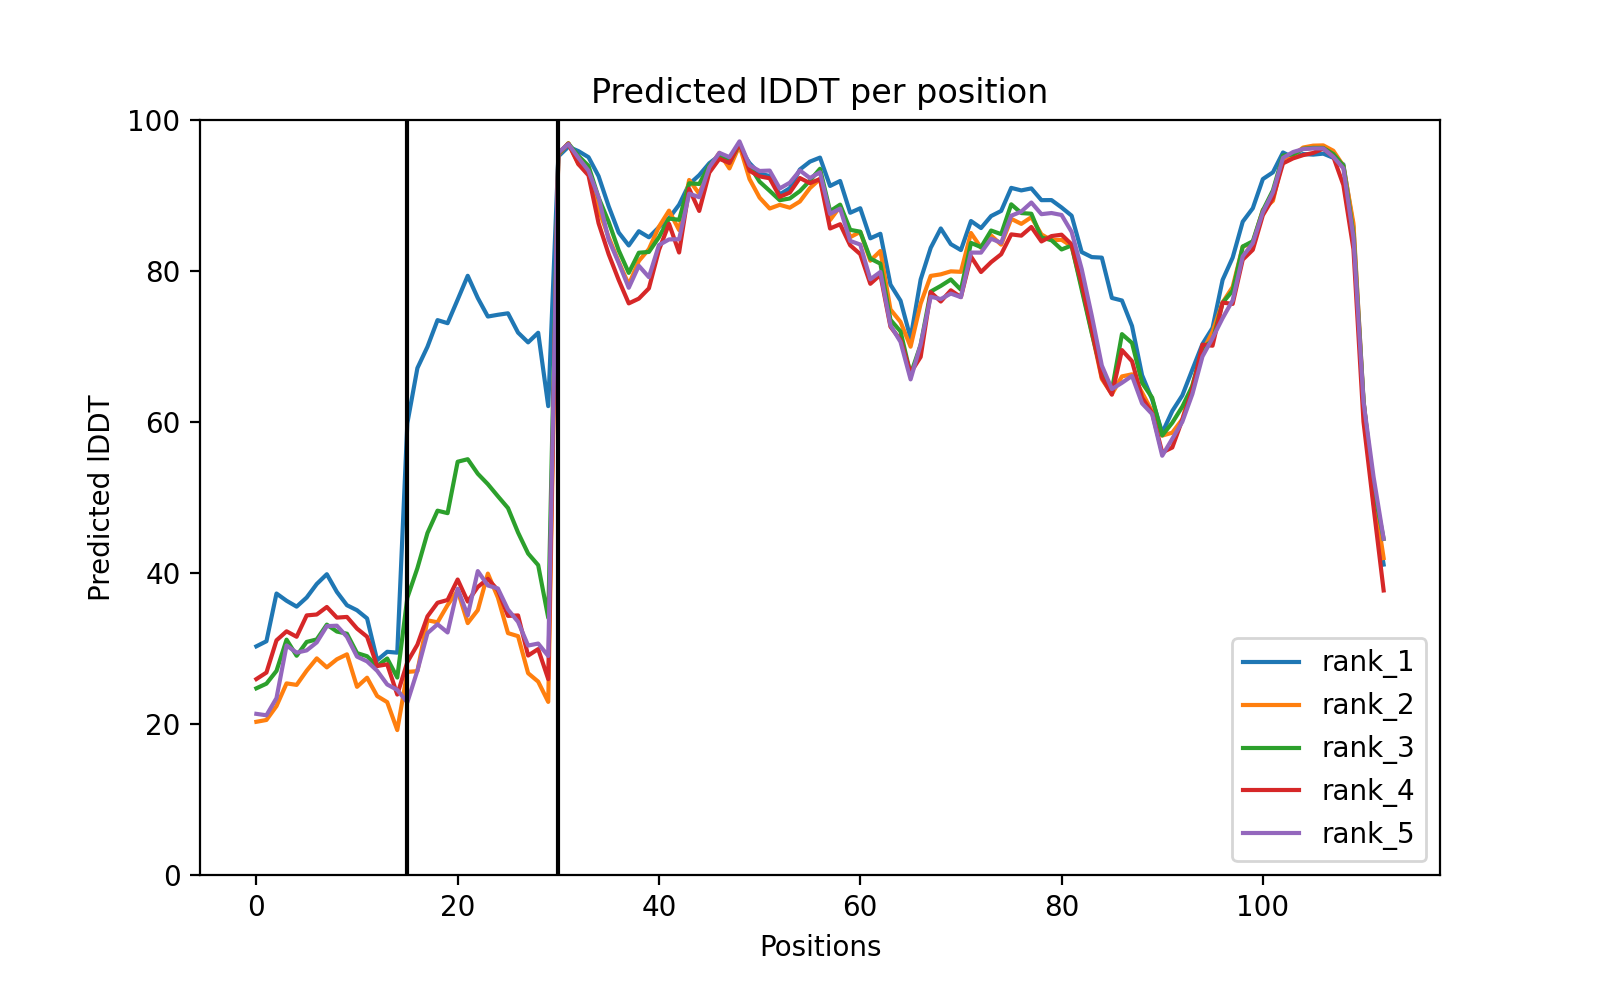 Predicted lDDT per position
100
80
60
40
20
0
Predicted lDDT
0 20 40 60 80 100
Positions
rank_1
rank_2
rank_3
rank_4
rank_5